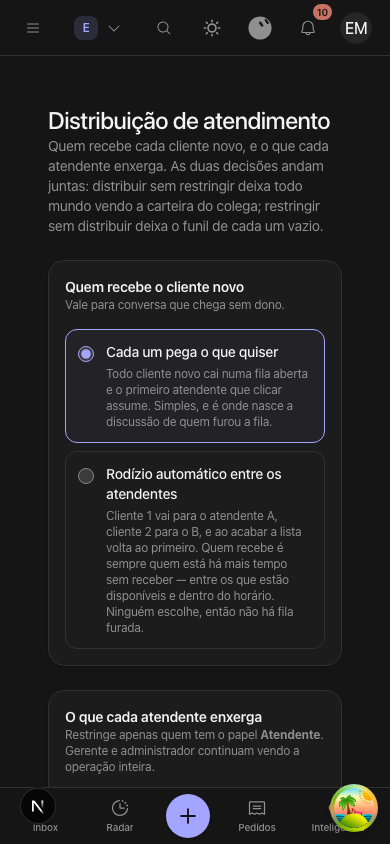 E
10
EM
Distribuição de atendimento
Quem recebe cada cliente novo, e o que cada
atendente enxerga. As duas decisões andam
juntas: distribuir sem restringir deixa todo
mundo vendo a carteira do colega; restringir
sem distribuir deixa o funil de cada um vazio.
Quem recebe o cliente novo
Vale para conversa que chega sem dono.
Cada um pega o que quiser
Todo cliente novo cai numa fila aberta
e o primeiro atendente que clicar
assume. Simples, e é onde nasce a
discussão de quem furou a fila.
Rodízio automático entre os
atendentes
Cliente 1 vai para o atendente A,
cliente 2 para o B, e ao acabar a lista
volta ao primeiro. Quem recebe é
sempre quem está há mais tempo
sem receber — entre os que estão
disponíveis e dentro do horário.
Ninguém escolhe, então não há fila
furada.
O que cada atendente enxerga
Restringe apenas quem tem o papel Atendente.
Gerente e administrador continuam vendo a
operação inteira.
N
Inbox
Radar
Pedidos